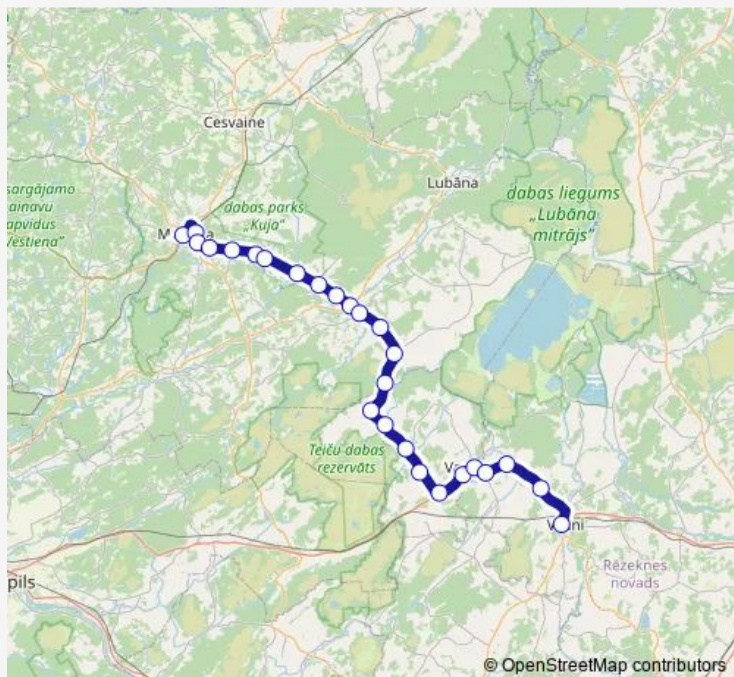 Cesvaine
Lubāna
dabas liegums
„Lubāna
mitrājs"
sargājamo
ainavu
apvidus
Vestiena"
dabas parks
„Kuja"
Teiču dabas
rezervāts
Rēzeknes
novads
pils
© OpenStreetMap contributors